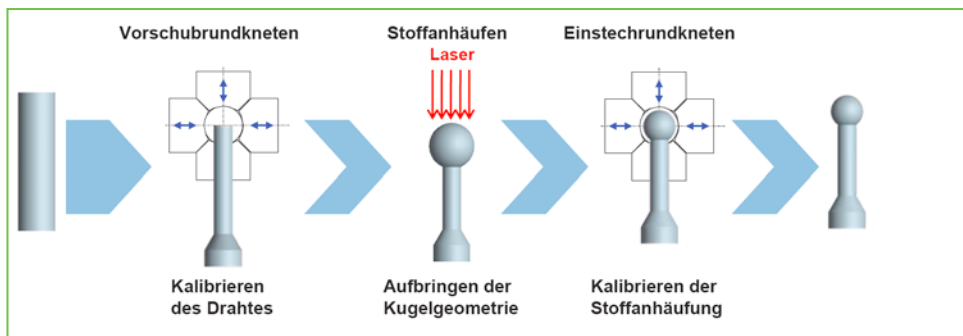 Vorschubrundkneten
Stoffanhäufen
Laser
Einstechrundkneten
Kalibrieren
des Drahtes
Aufbringen der
Kugelgeometrie
Kalibrieren der
Stoffanhäufung